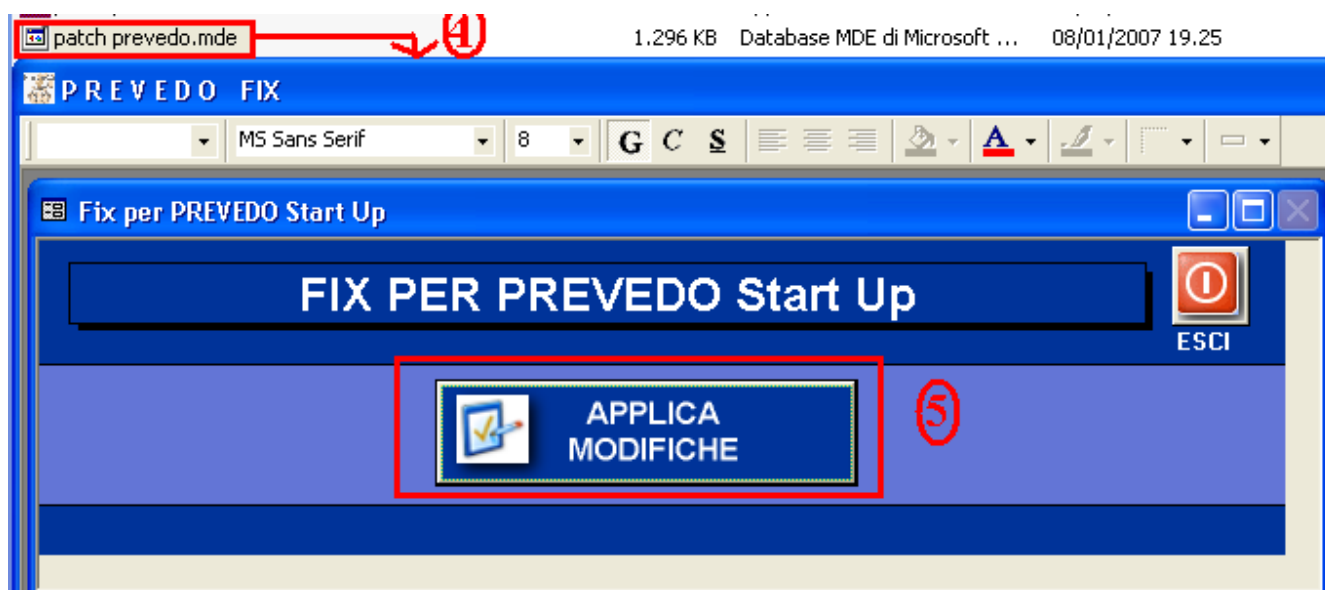 patch prevedo.mde 4 1.296 KB Database MDE di Microsoft ... 08/01/2007 19.25
PREVEDO FIX
MS Sans Serif 8 G C S A
Fix per PREVEDO Start Up
FIX PER PREVEDO Start Up
ESCI
APPLICA
MODIFICHE
5